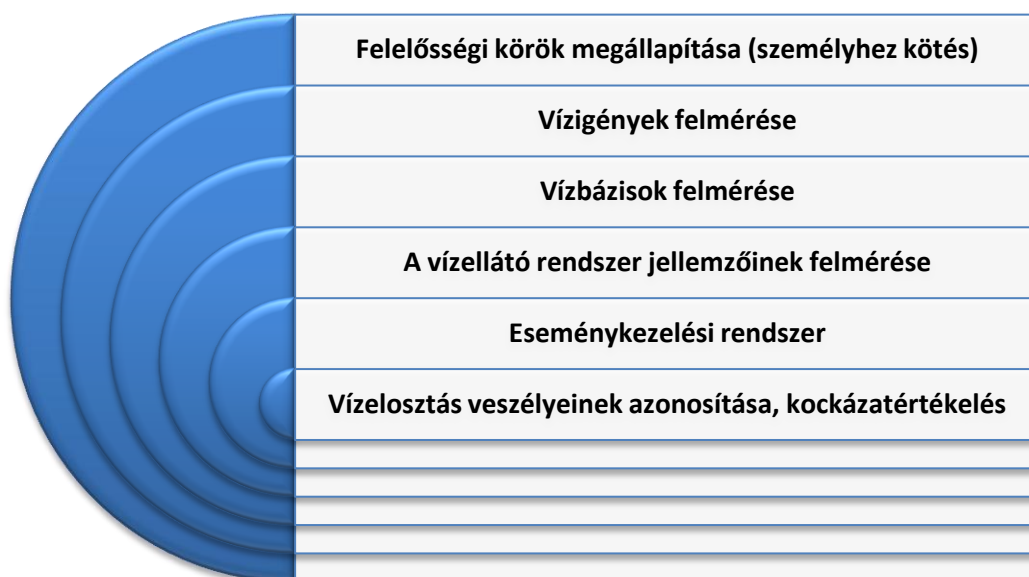 Felelősségi körök megállapítása (személyhez kötés)
Vízigények felmérése
Vízbázisok felmérése
A vízellátó rendszer jellemzőinek felmérése
Eseménykezelési rendszer
Vízelosztás veszélyeinek azonosítása, kockázatértékelés